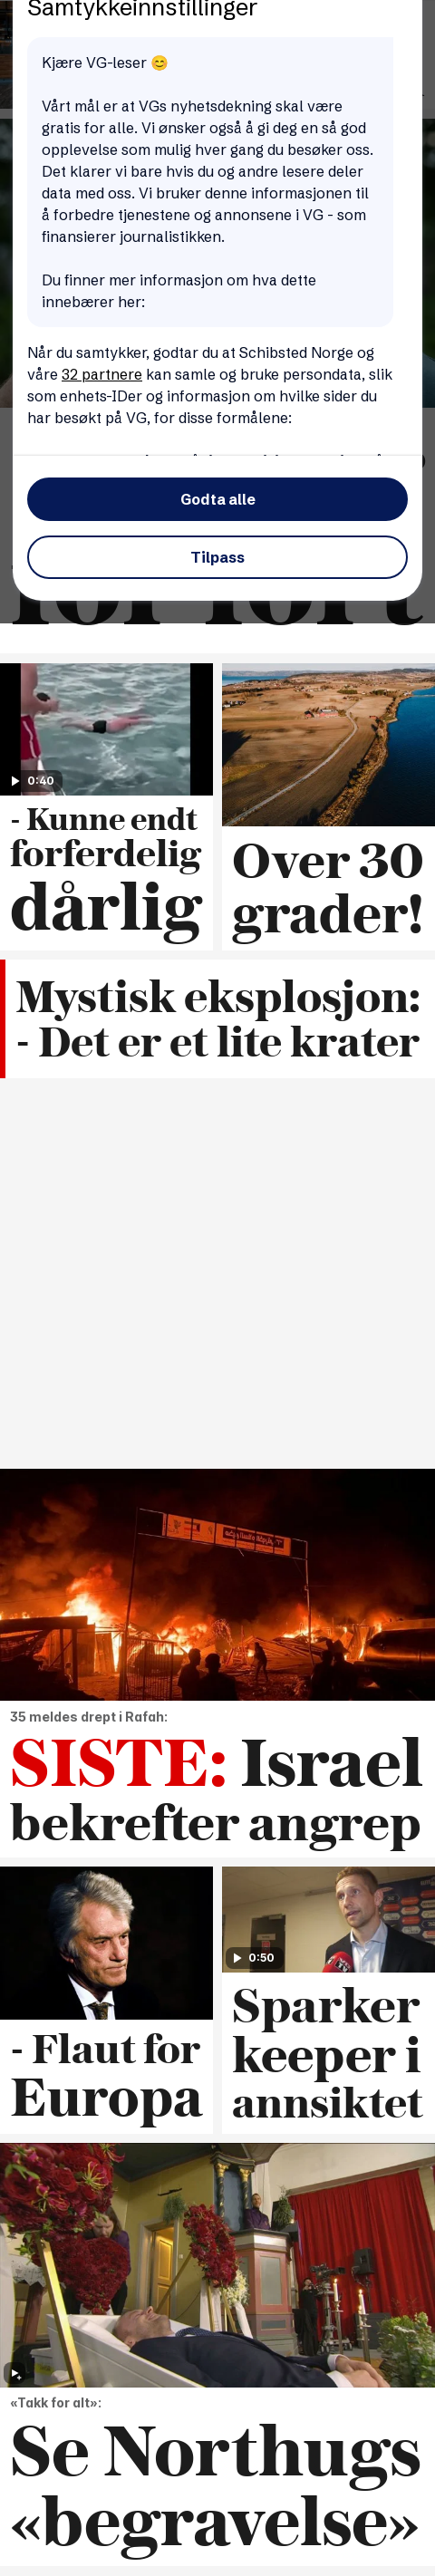 Samtykkeinnstillinger
Kjære VG-leser 😊
Vårt mål er at VGs nyhetsdekning skal være
gratis for alle. Vi ønsker også å gi deg en så god
opplevelse som mulig hver gang du besøker oss.
Det klarer vi bare hvis du og andre lesere deler
data med oss. Vi bruker denne informasjonen til
å forbedre tjenestene og annonsene i VG - som
finansierer journalistikken.
Du finner mer informasjon om hva dette
innebærer her:
Når du samtykker, godtar du at Schibsted Norge og
våre 32 partnere kan samle og bruke persondata, slik
som enhets-IDer og informasjon om hvilke sider du
har besøkt på VG, for disse formålene:
Godta alle
Tilpass
for fort
0:40
- Kunne endt
forferdelig
dårlig
Over 30
grader!
Mystisk eksplosjon:
- Det er et lite krater
35 meldes drept i Rafah:
SISTE: Israel
bekrefter angrep
- Flaut for
Europa
0:50
Sparker
keeper i
annsiktet
«Takk for alt»:
Se Northugs
«begravelse»